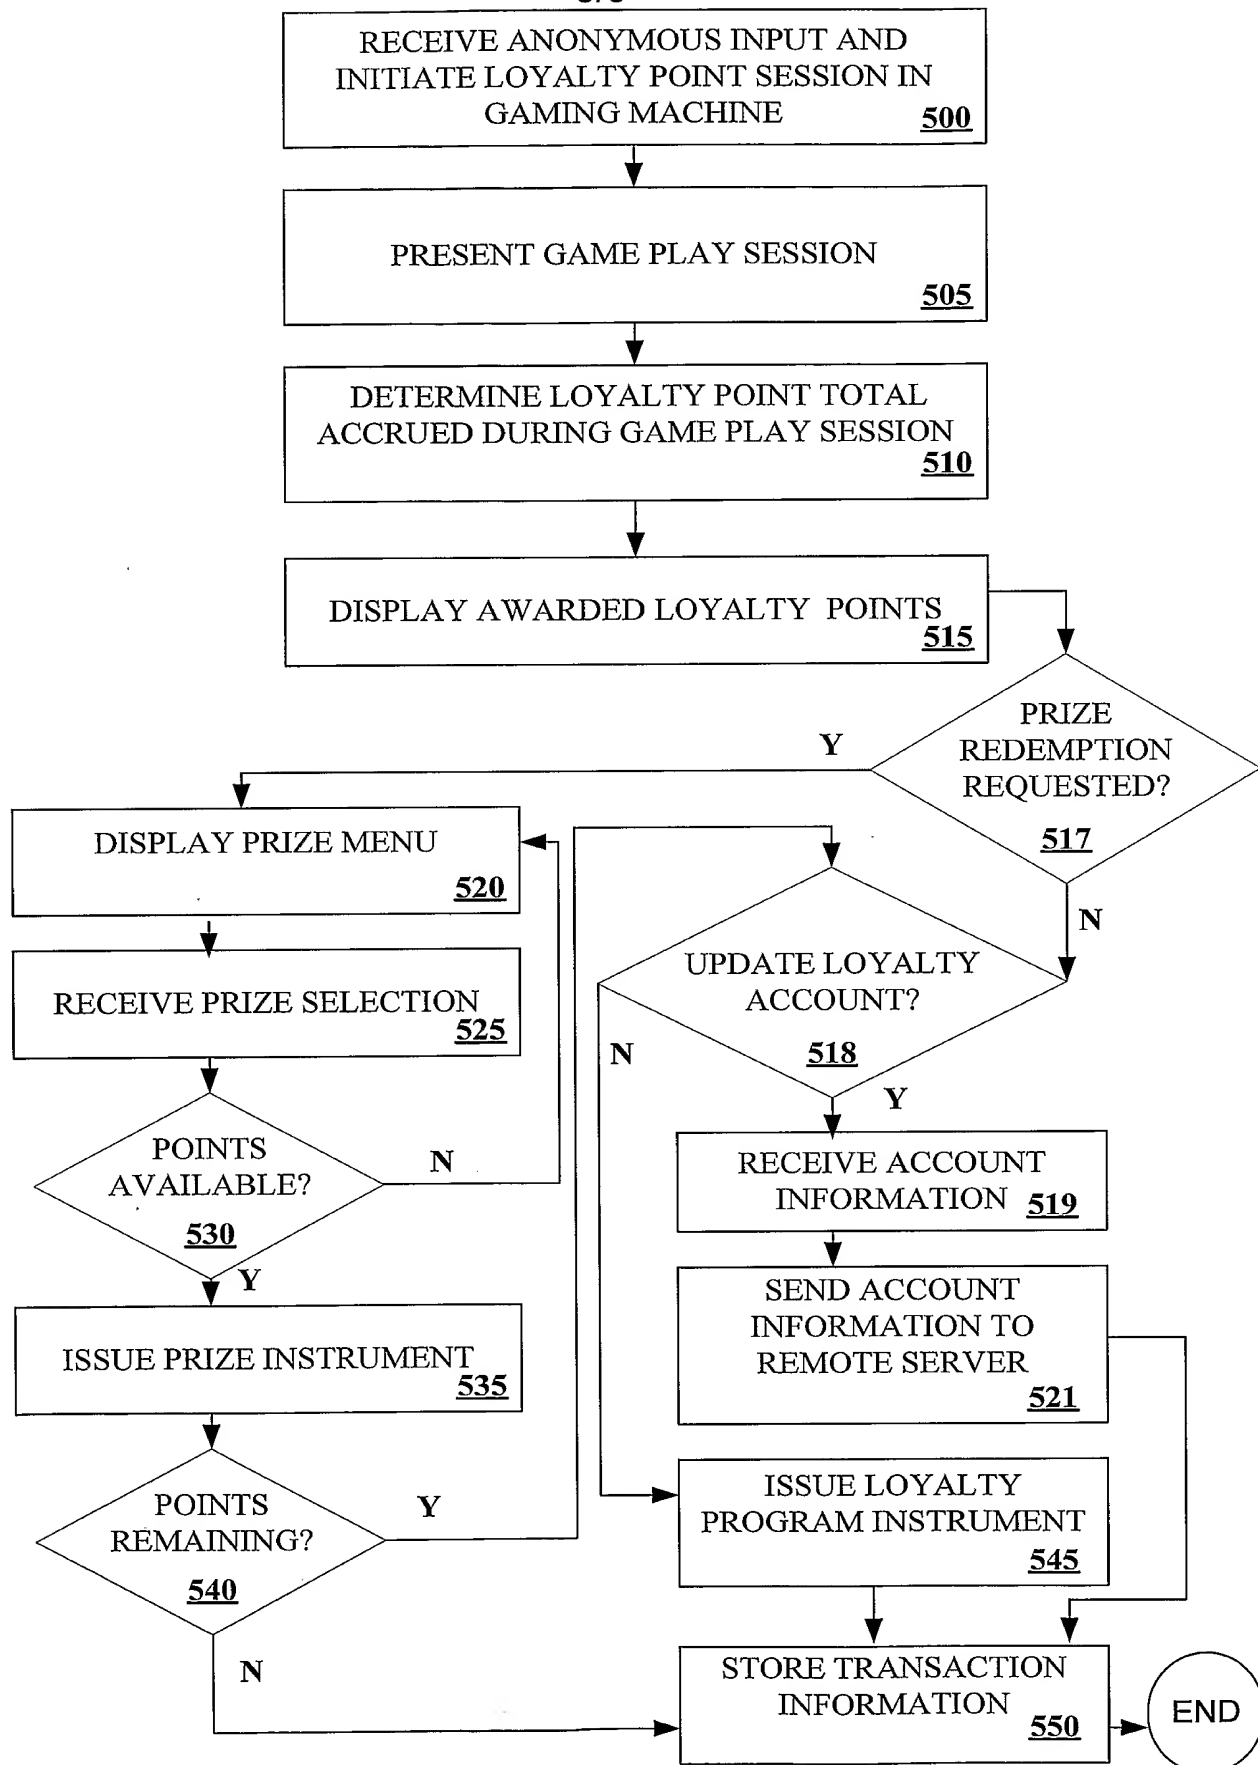 RECEIVE ANONYMOUS INPUT AND
INITIATE LOYALTY POINT SESSION IN
GAMING MACHINE
500
PRESENT GAME PLAY SESSION
505
DETERMINE LOYALTY POINT TOTAL
ACCRUED DURING GAME PLAY SESSION
510
DISPLAY AWARDED LOYALTY POINTS
515
PRIZE
REDEMPTION
REQUESTED?
517
Y
N
DISPLAY PRIZE MENU
520
RECEIVE PRIZE SELECTION
525
POINTS
AVAILABLE?
530
N
Y
ISSUE PRIZE INSTRUMENT
535
POINTS
REMAINING?
540
Y
N
UPDATE LOYALTY
ACCOUNT?
518
N
Y
RECEIVE ACCOUNT
INFORMATION 519
SEND ACCOUNT
INFORMATION TO
REMOTE SERVER
521
ISSUE LOYALTY
PROGRAM INSTRUMENT
545
STORE TRANSACTION
INFORMATION
550
END